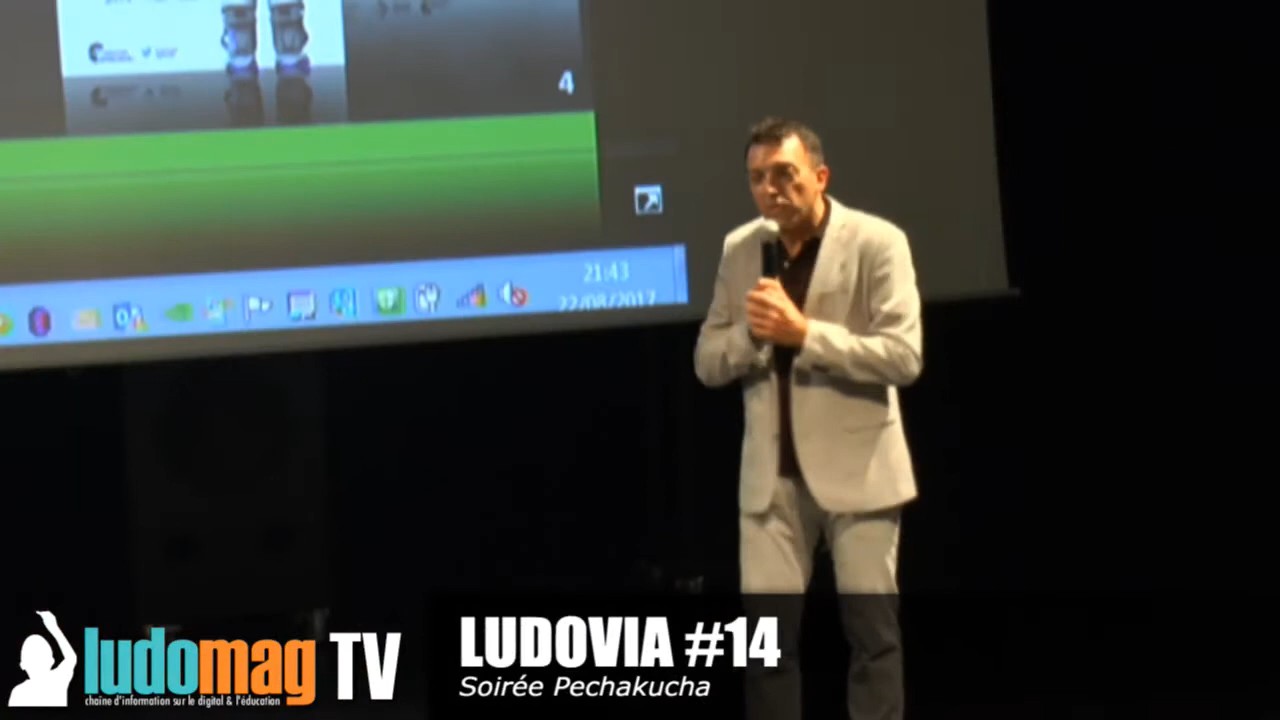 4
21:43
22/08/2017
ludomag TV
chaîne d'information sur le digital & l'éducation
LUDOVIA #14
Soirée Pechakucha